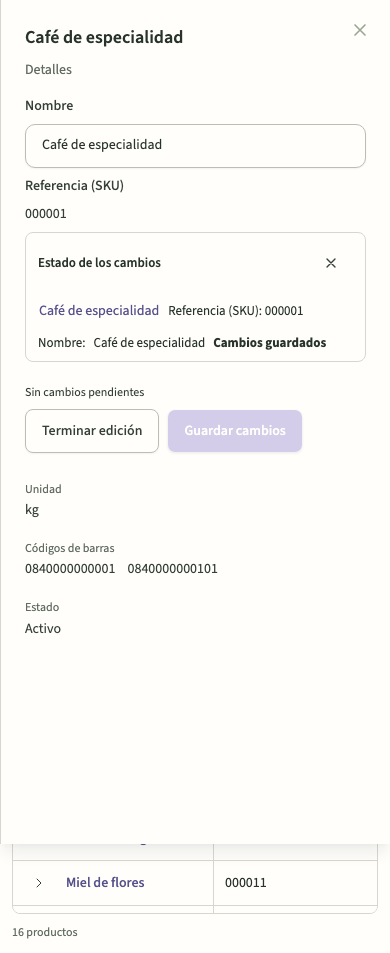 Café de especialidad
Detalles
Nombre
Café de especialidad
Referencia (SKU)
000001
Estado de los cambios
Café de especialidad Referencia (SKU): 000001
Nombre: Café de especialidad Cambios guardados
Sin cambios pendientes
Terminar edición Guardar cambios
Unidad
kg
Códigos de barras
0840000000001 0840000000101
Estado
Activo
Miel de flores 000011
16 productos